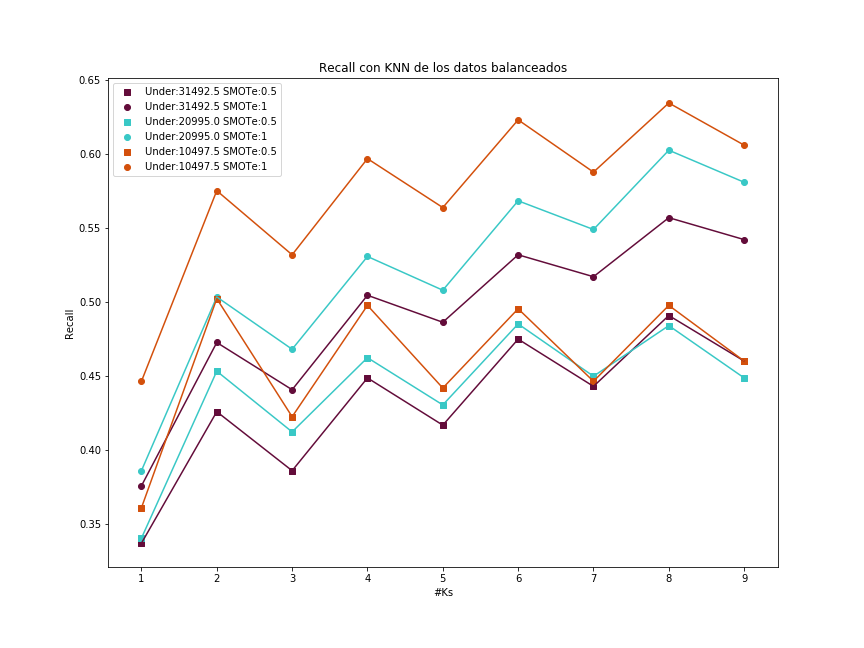 Recall con KNN de los datos balanceados
Under:31492.5 SMOTe:0.5
Under:31492.5 SMOTe:1
Under:20995.0 SMOTe:0.5
Under:20995.0 SMOTe:1
Under:10497.5 SMOTe:0.5
Under:10497.5 SMOTe:1
0.65
0.60
0.55
0.50
0.45
0.40
0.35
Recall
1 2 3 4 5 6 7 8 9
#Ks